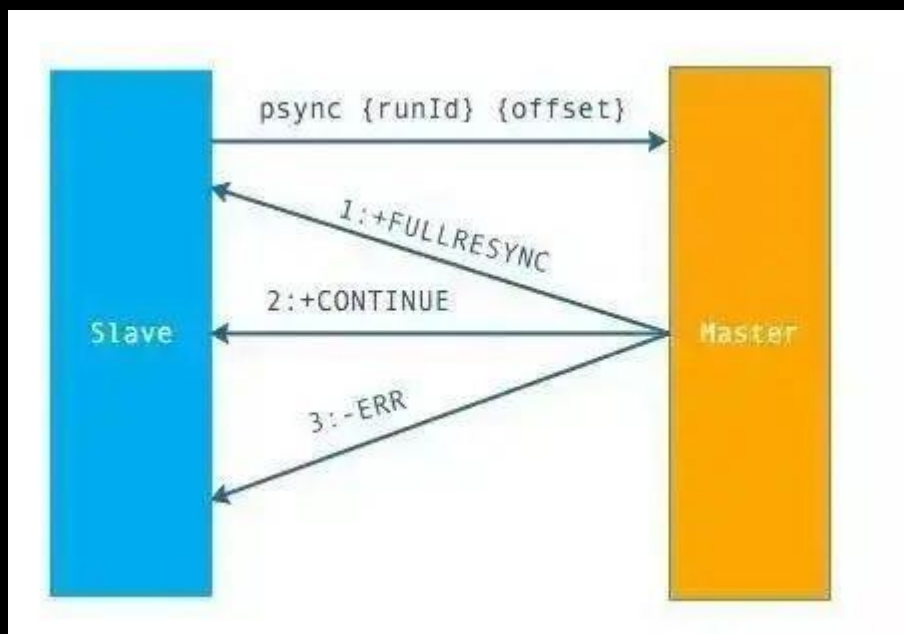 psync {runId} {offset}
1:+FULLRESYNC
2:+CONTINUE
Slave
Master
3:-ERR